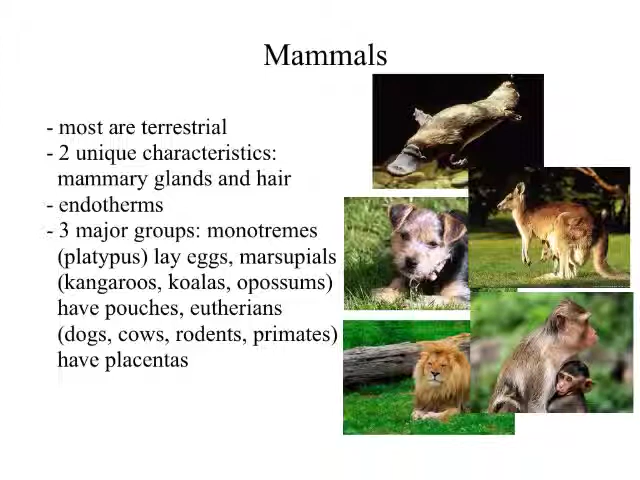 Mammals
- most are terrestrial
- 2 unique characteristics:
mammary glands and hair
- endotherms
- 3 major groups: monotremes
(platypus) lay eggs, marsupials
(kangaroos, koalas, opossums)
have pouches, eutherians
(dogs, cows, rodents, primates)
have placentas